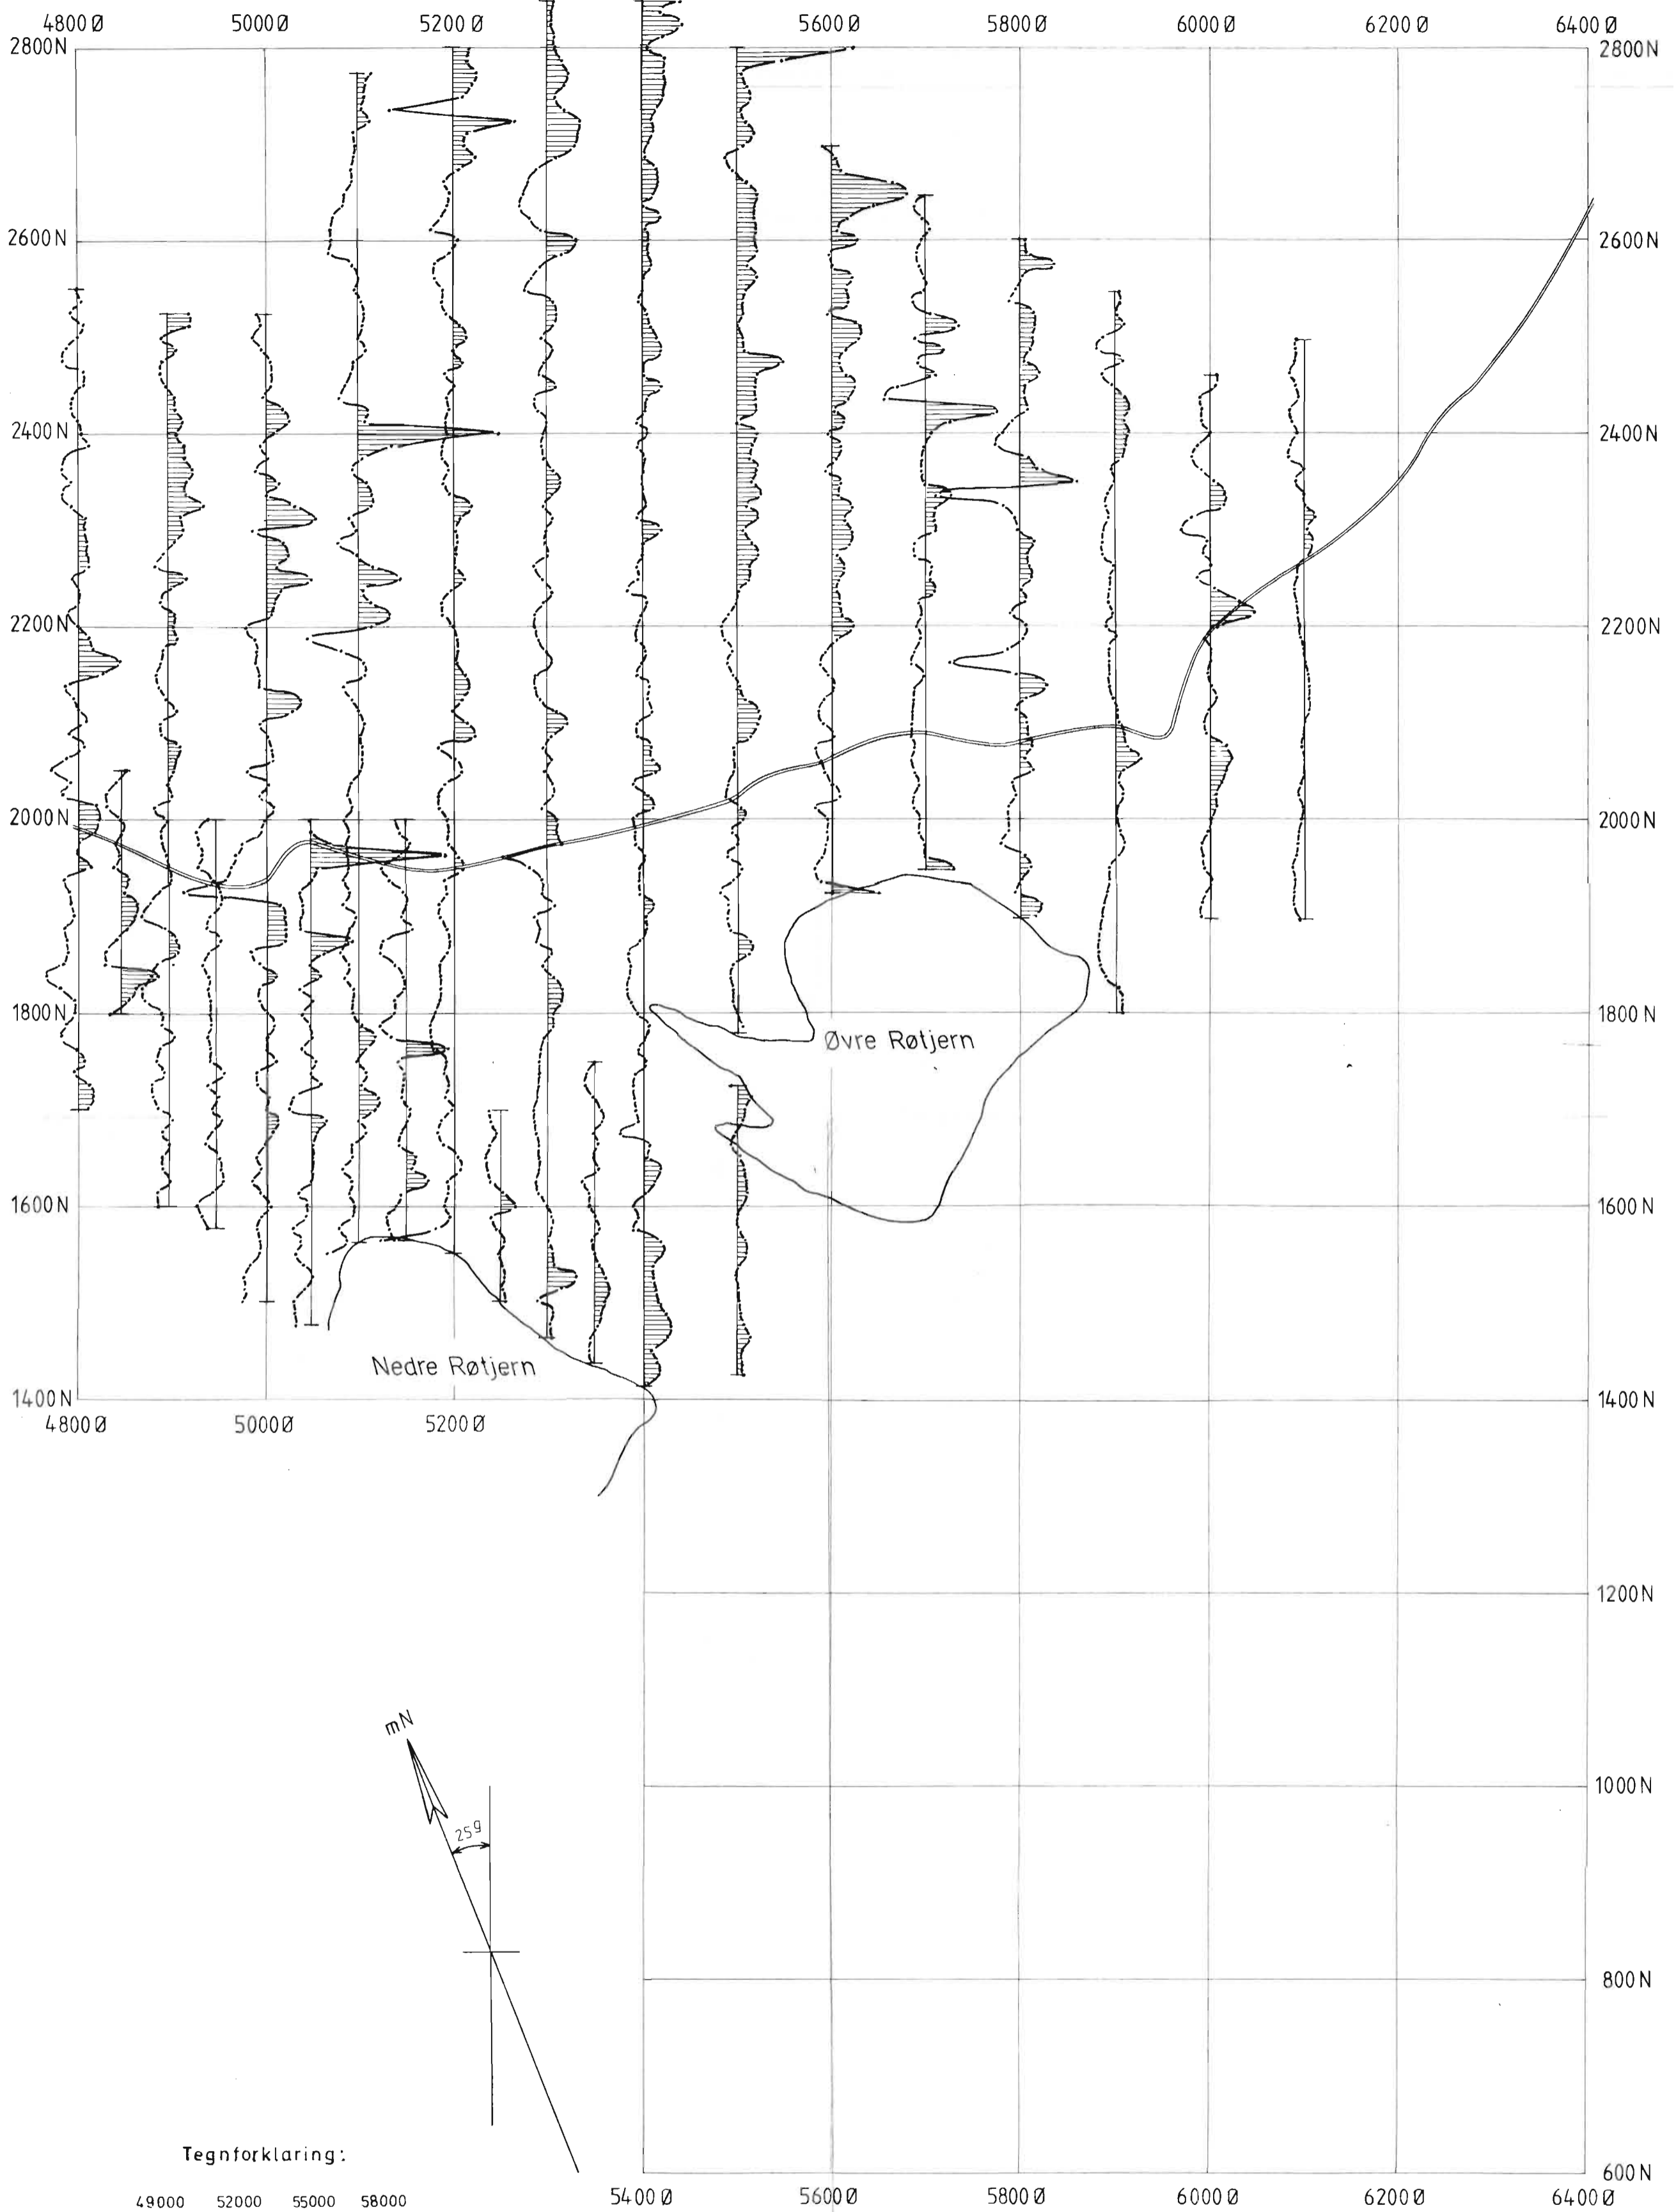 4800Ø 5000Ø 5200Ø 5600Ø 5800Ø 6000Ø 6200Ø 6400Ø
2800N 2800N
2600N 2600N
2400N 2400N
2200N 2200N
2000N 2000N
1800N 1800N
Øvre Røtjern
1600N 1600N
Nedre Røtjern
1400N 1400N
4800Ø 5000Ø 5200Ø
1200N
mN
1000N
25g
800N
Tegnforklaring:
600N
49000 52000 55000 58000
5400Ø 5600Ø 5800Ø 6000Ø 6200Ø 6400Ø